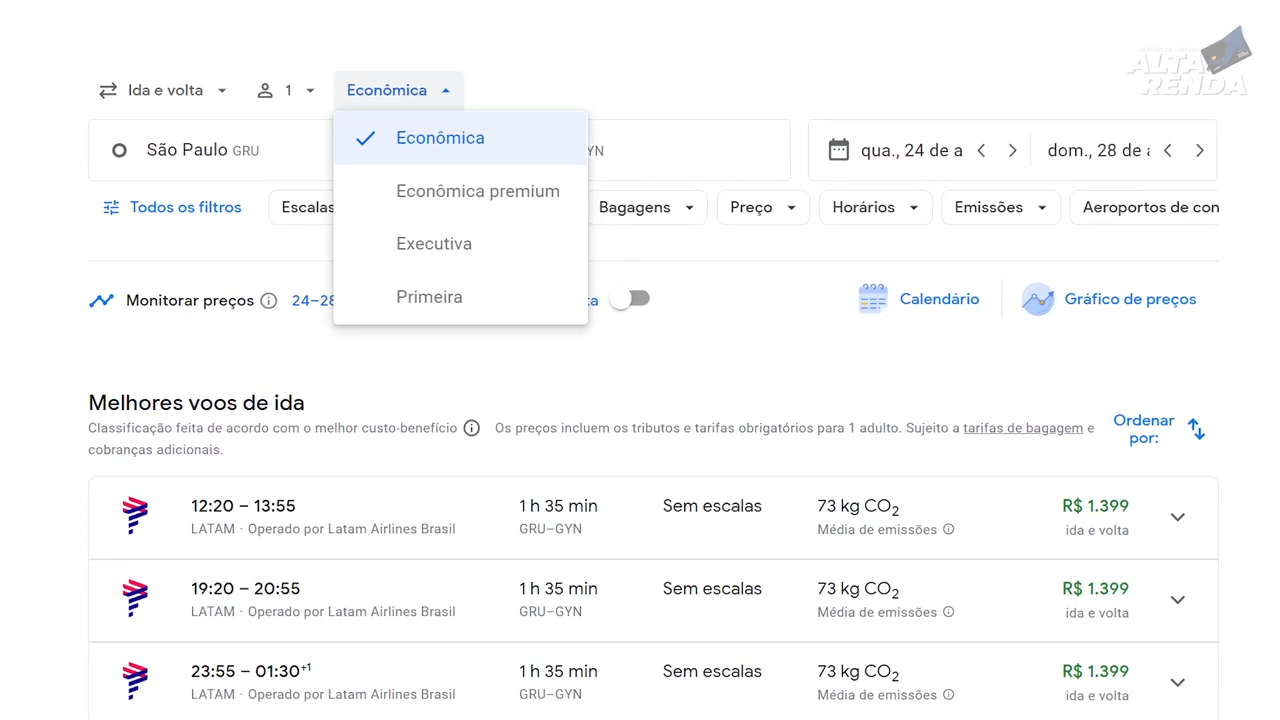 ALTA
RENDA
Ida e volta
1
Econômica
Econômica
Econômica premium
Executiva
Primeira
São Paulo GRU
YN
qua., 24 de a
dom., 28 de
Todos os filtros
Escalas
Bagagens
Preço
Horários
Emissões
Aeroportos de con
Monitorar preços
24–28
ça
Calendário
Gráfico de preços
Melhores voos de ida
Classificação feita de acordo com o melhor custo-benefício Os preços incluem os tributos e tarifas obrigatórios para 1 adulto. Sujeito a tarifas de bagagem e
cobranças adicionais.
Ordenar
por:
12:20 – 13:55 1 h 35 min Sem escalas 73 kg CO2 R$ 1.399
LATAM · Operado por Latam Airlines Brasil GRU–GYN Média de emissões ida e volta
19:20 – 20:55 1 h 35 min Sem escalas 73 kg CO2 R$ 1.399
LATAM · Operado por Latam Airlines Brasil GRU–GYN Média de emissões ida e volta
23:55 – 01:30+1 1 h 35 min Sem escalas 73 kg CO2 R$ 1.399
LATAM · Operado por Latam Airlines Brasil GRU–GYN Média de emissões ida e volta